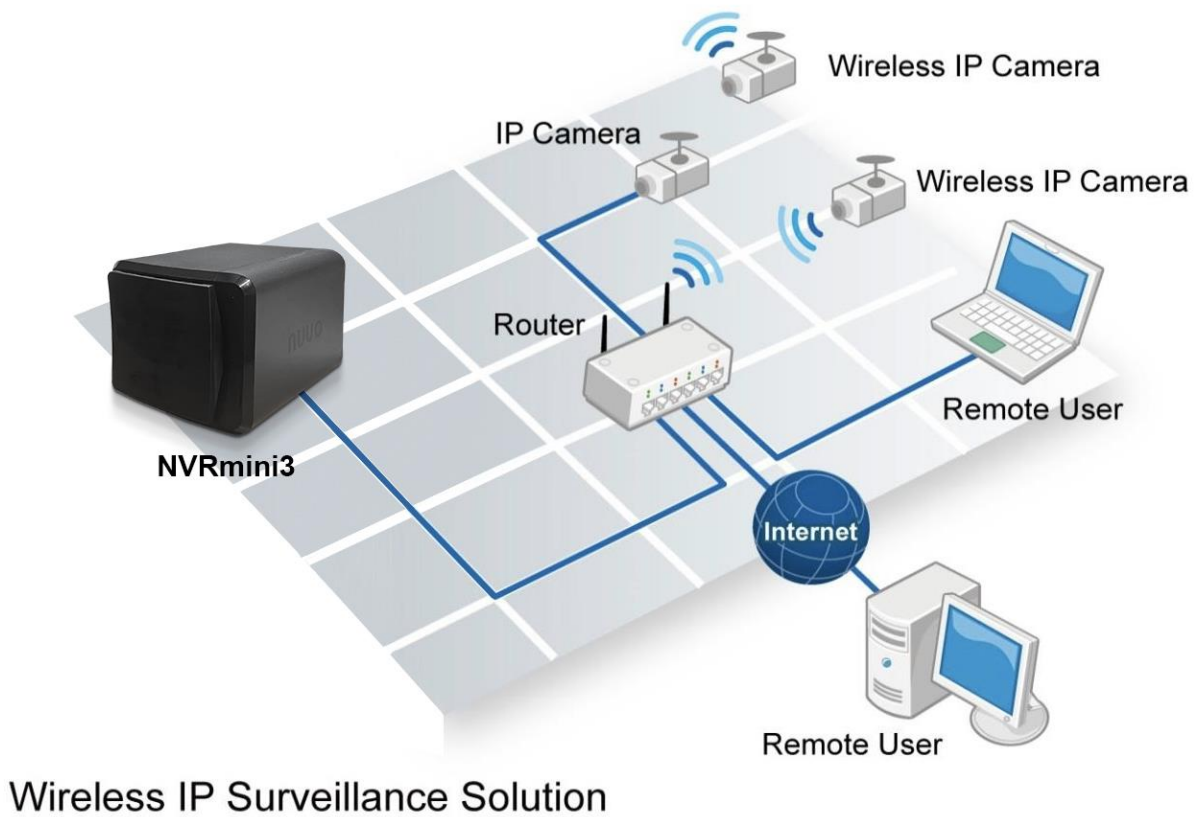 Wireless IP Camera
IP Camera
Wireless IP Camera
nuuo
Router
Remote User
NVRmini3
Internet
Remote User
Wireless IP Surveillance Solution